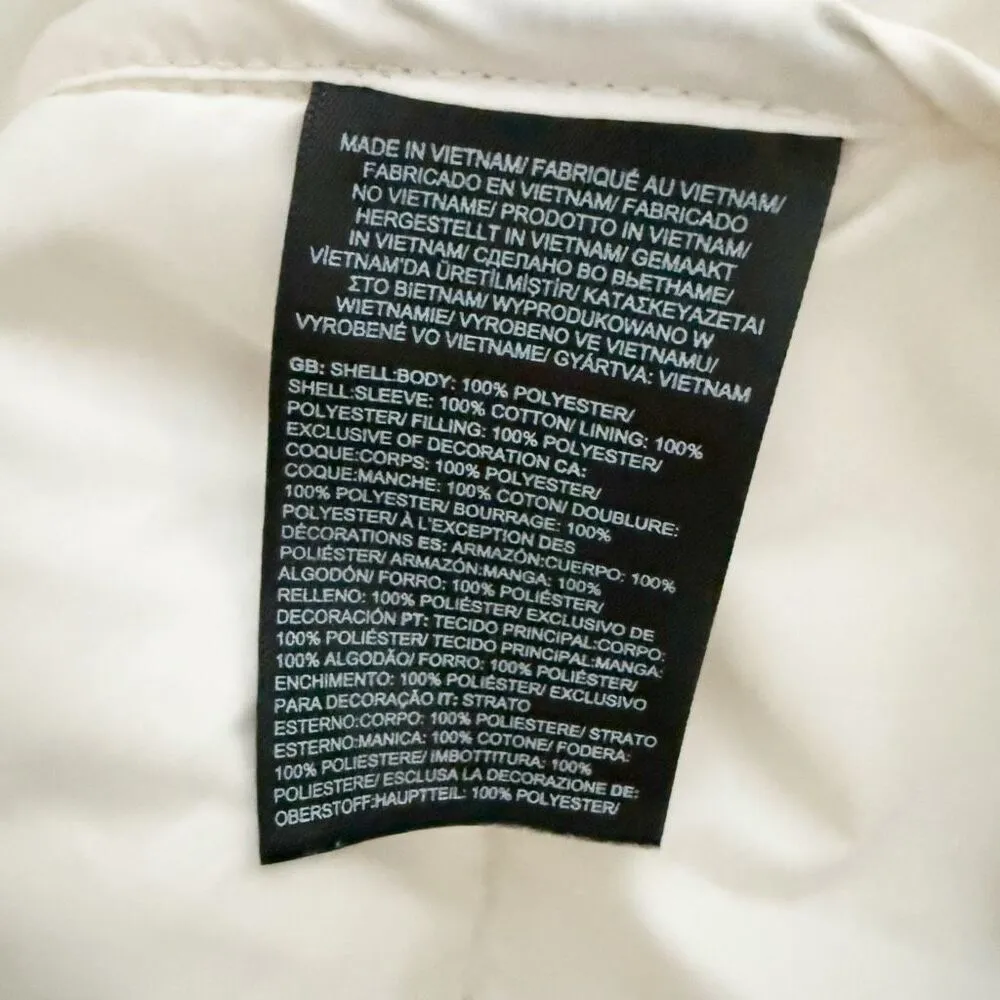 MADE IN VIETNAM/ FABRIQUÉ AU VIETNAM/
FABRICADO EN VIETNAM/ FABRICADO
NO VIETNAME/ PRODOTTO IN VIETNAM/
HERGESTELLT IN VIETNAM/ GEMAAKT
IN VIETNAM/ СДЕЛАНО ВО ВЬЕТНАМЕ/
VİETNAM'DA ÜRETİLMİSTİR/ ΚΑΤΑΣΚΕΥΑΖΕΤΑΙ
ΣΤΟ ΒΙΕΤΝΑΜ/ WYPRODUKOWANO W
WIETNAMIE/ VYROBENO VE VIETNAMU/
VYROBENÉ VO VIETNAME/ GYÁRTVA: VIETNAM
GB: SHELL:BODY: 100% POLYESTER/
SHELL:SLEEVE: 100% COTTON/ LINING: 100%
POLYESTER/ FILLING: 100% POLYESTER/
EXCLUSIVE OF DECORATION CA:
COQUE:CORPS: 100% POLYESTER/
COQUE:MANCHE: 100% COTON/ DOUBLURE:
100% POLYESTER/ BOURRAGE: 100%
POLYESTER/ À L'EXCEPTION DES
DÉCORATIONS ES: ARMAZÓN:CUERPO: 100%
POLIÉSTER/ ARMAZÓN:MANGA: 100%
ALGODÓN/ FORRO: 100% POLIÉSTER/
RELLENO: 100% POLIÉSTER/ EXCLUSIVO DE
DECORACIÓN PT: TECIDO PRINCIPAL:CORPO:
100% POLIÉSTER/ TECIDO PRINCIPAL:MANGA:
100% ALGODÃO/ FORRO: 100% POLIÉSTER/
ENCHIMENTO: 100% POLIÉSTER/ EXCLUSIVO
PARA DECORAÇÃO IT: STRATO
ESTERNO:CORPO: 100% POLIESTERE/ STRATO
ESTERNO:MANICA: 100% COTONE/ FODERA:
100% POLIESTERE/ IMBOTTITURA: 100%
POLIESTERE/ ESCLUSA LA DECORAZIONE DE:
OBERSTOFF:HAUPTTEIL: 100% POLYESTER/